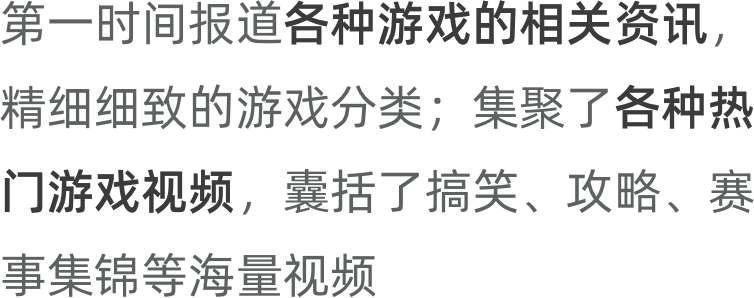 第一时间报道各种游戏的相关资讯，
精细细致的游戏分类；集聚了各种热
门游戏视频，囊括了搞笑、攻略、赛
事集锦等海量视频